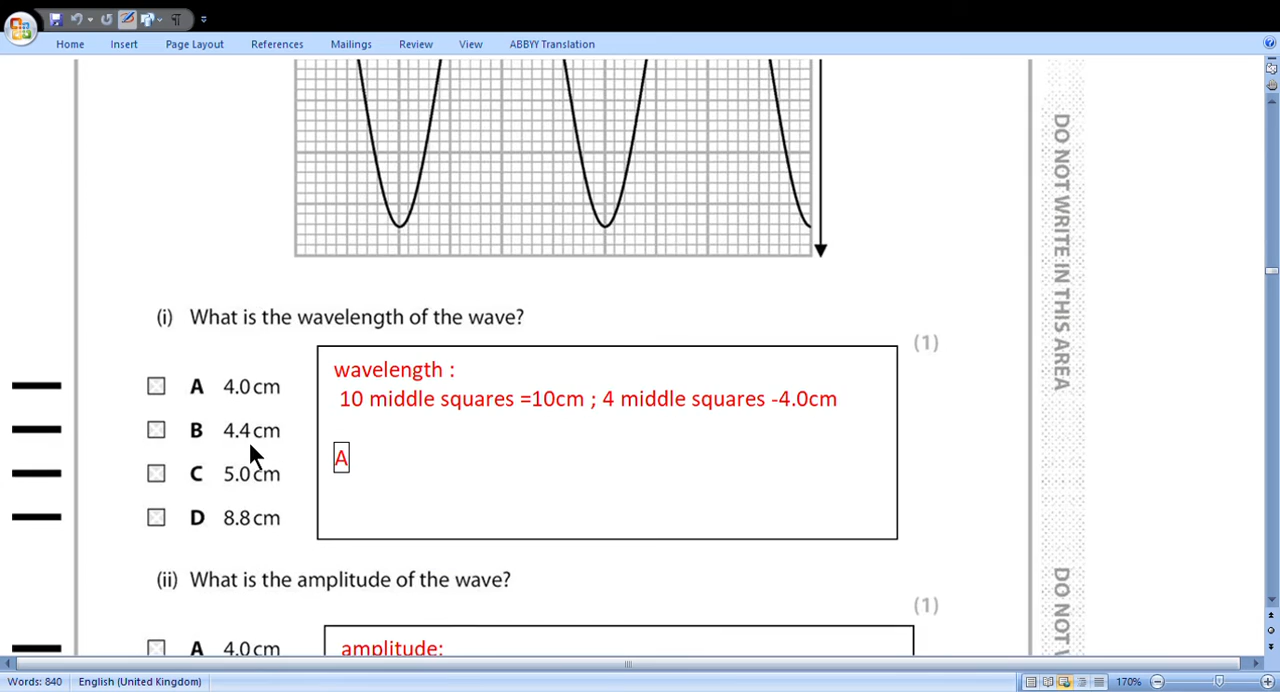 Home Insert Page Layout References Mailings Review View ABBYY Translation
(i) What is the wavelength of the wave?
(1)
A 4.0 cm
B 4.4 cm
C 5.0 cm
D 8.8 cm
wavelength :
10 middle squares =10cm ; 4 middle squares -4.0cm
A
(ii) What is the amplitude of the wave?
(1)
A 4.0 cm
amplitude:
DO NOT WRITE IN THIS AREA
DO NOT
Words: 840 English (United Kingdom) 170%